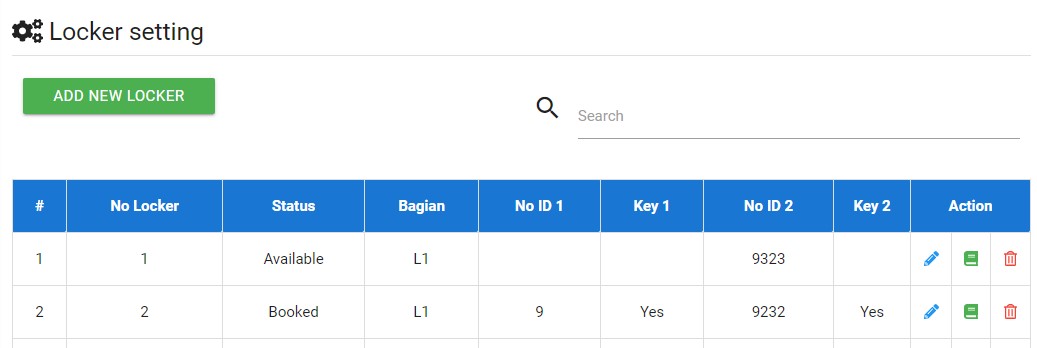 Locker setting
ADD NEW LOCKER
Search
# No Locker Status Bagian No ID 1 Key 1 No ID 2 Key 2 Action
1 1 Available L1 9323
2 2 Booked L1 9 Yes 9232 Yes